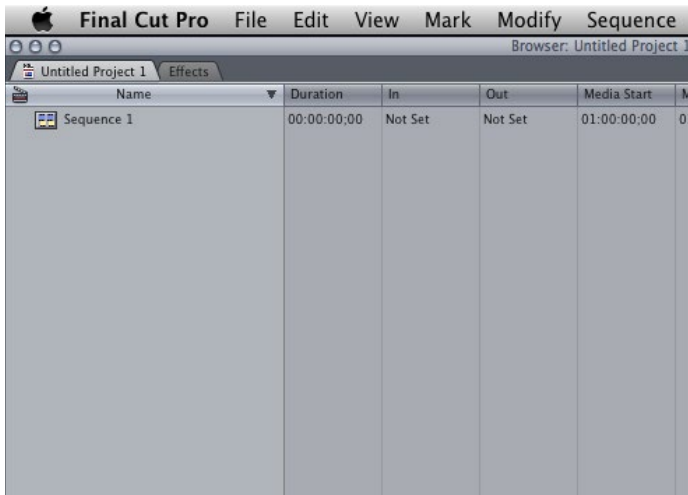 Final Cut Pro File Edit View Mark Modify Sequence
Browser: Untitled Project 1
Untitled Project 1 Effects
Name Duration In Out Media Start
Sequence 1 00:00:00;00 Not Set Not Set 01:00:00;00